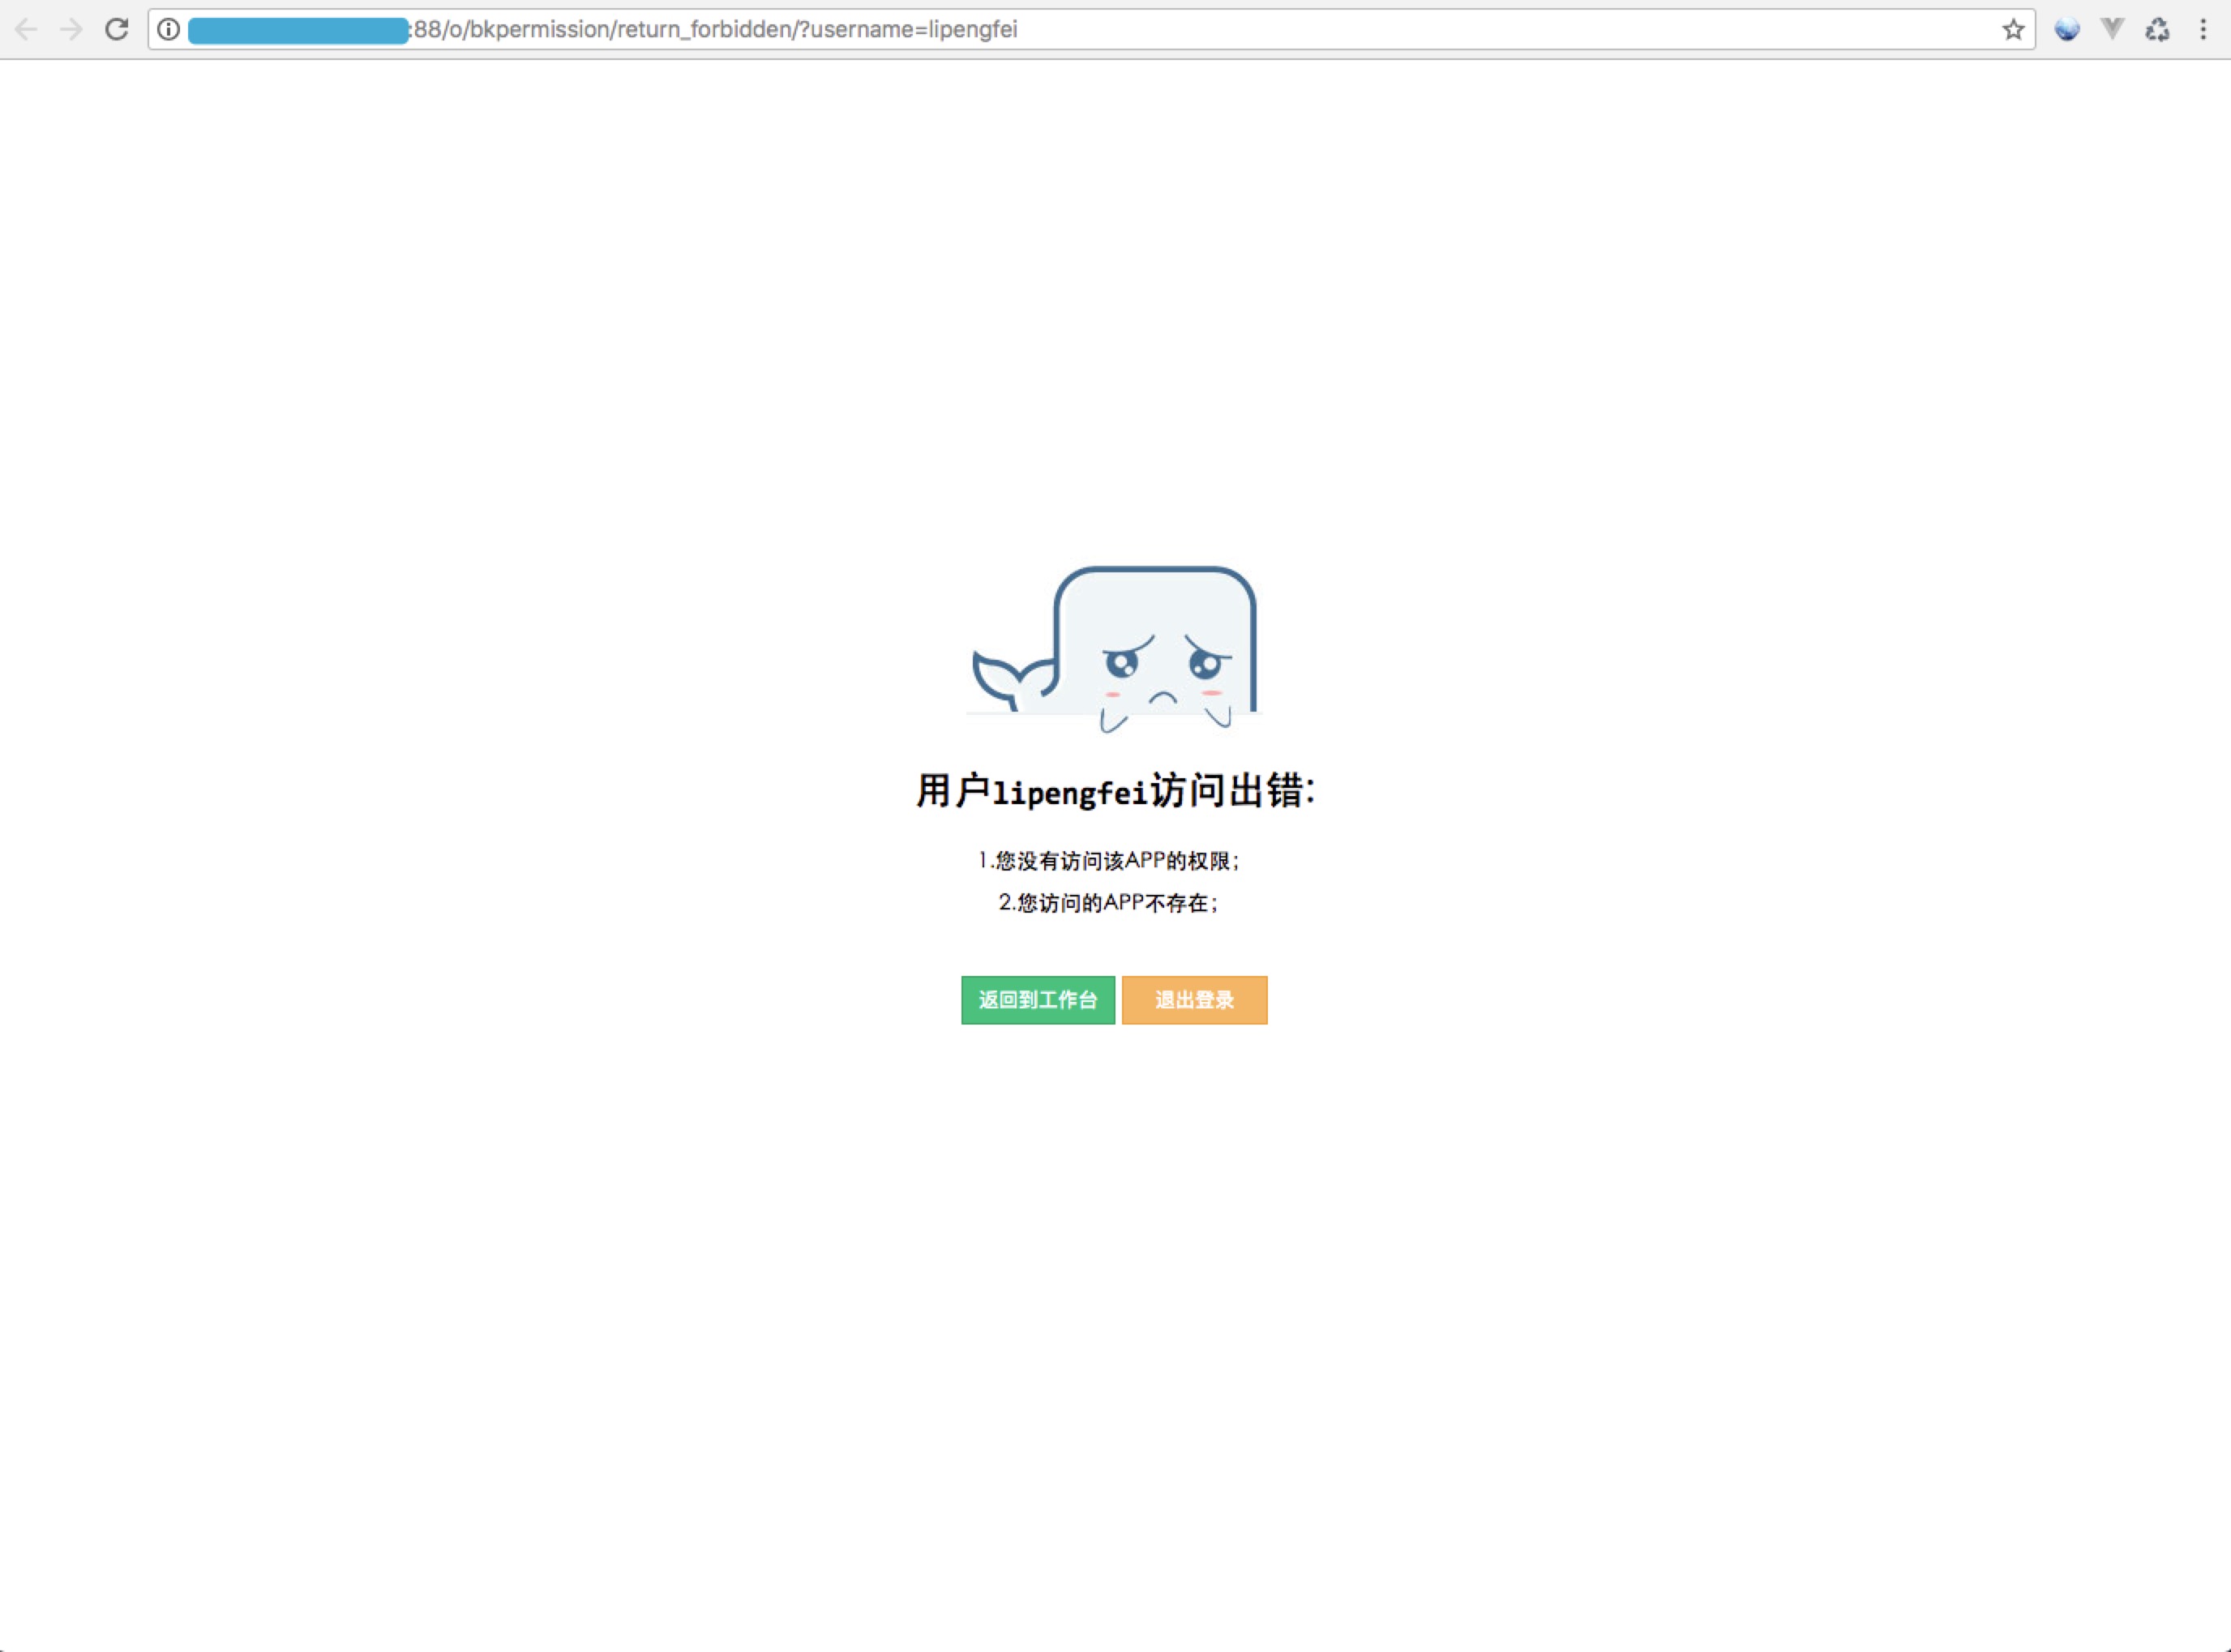 :88/o/bkpermission/return_forbidden/?username=lipengfei
用户lipengfei访问出错:
1.您没有访问该APP的权限;
2.您访问的APP不存在;
返回到工作台 退出登录